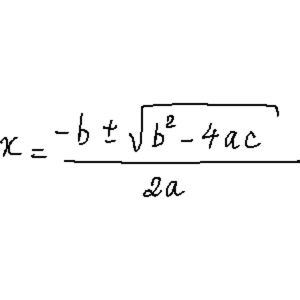 x = -b ± √b² - 4ac / 2a